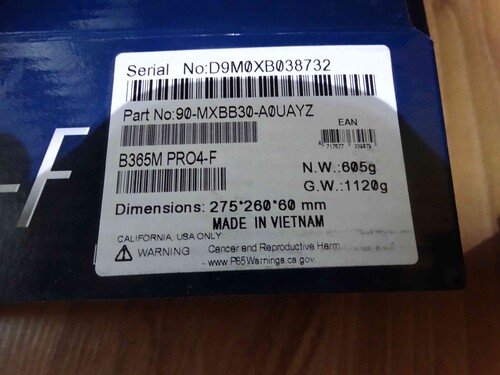 Serial No:D9M0XB038732
Part No:90-MXBB30-A0UAYZ
EAN
B365M PRO4-F
N.W.:605g
G.W.:1120g
Dimensions: 275*260*60 mm
MADE IN VIETNAM
CALIFORNIA, USA ONLY
WARNING Cancer and Reproductive Harm
- www.P65Warnings.ca.gov
-F